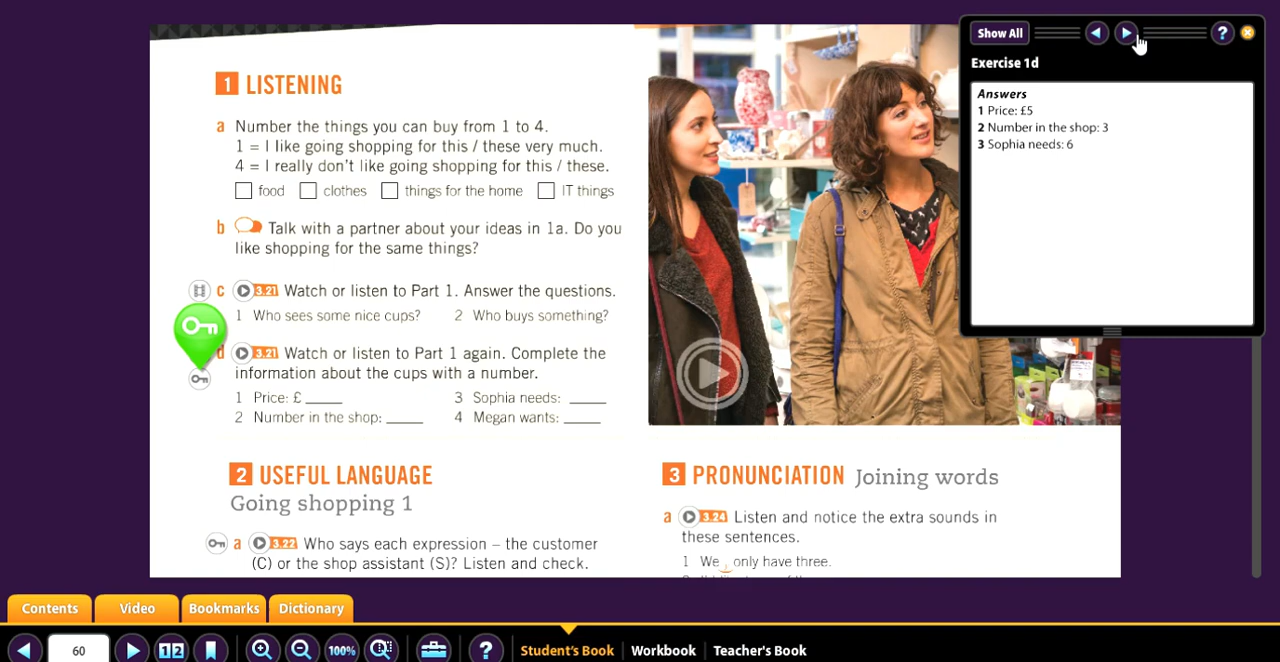 1 LISTENING
a Number the things you can buy from 1 to 4.
1 = I like going shopping for this / these very much.
4 = I really don't like going shopping for this / these.
food clothes things for the home IT things
b Talk with a partner about your ideas in 1a. Do you
like shopping for the same things?
c 3.21 Watch or listen to Part 1. Answer the questions.
1 Who sees some nice cups? 2 Who buys something?
d 3.21 Watch or listen to Part 1 again. Complete the
information about the cups with a number.
1 Price: £ _____ 3 Sophia needs: _____
2 Number in the shop: _____ 4 Megan wants: _____
2 USEFUL LANGUAGE
Going shopping 1
a 3.22 Who says each expression – the customer
(C) or the shop assistant (S)? Listen and check.
3 PRONUNCIATION Joining words
a 3.24 Listen and notice the extra sounds in
these sentences.
1 We only have three.
Show All ?
Exercise 1d
Answers
1 Price: £5
2 Number in the shop: 3
3 Sophia needs: 6
Contents Video Bookmarks Dictionary
60 1 2 100% ? Student's Book Workbook Teacher's Book